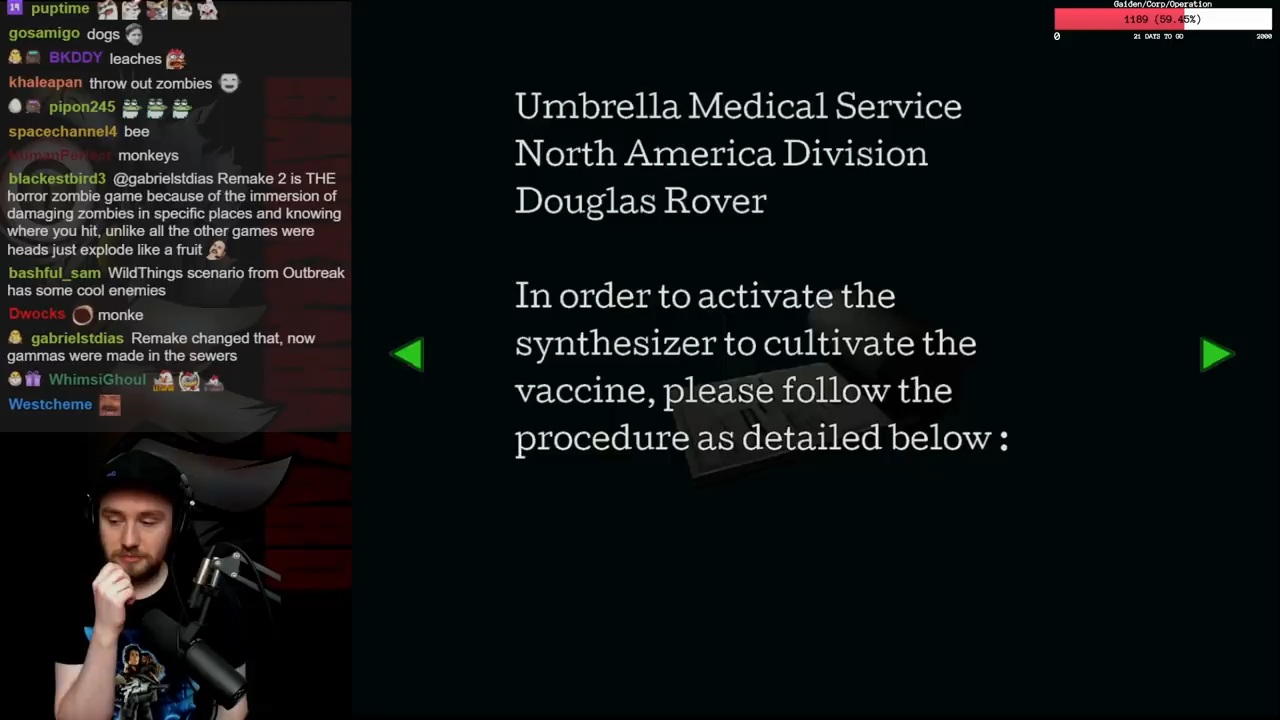 puptime
gosamigo dogs
BKDDY leaches
khaleapan throw out zombies
pipon245
spacechannel4 bee
HumanPerfect monkeys
blackestbird3 @gabrielstdias Remake 2 is THE
horror zombie game because of the immersion of
damaging zombies in specific places and knowing
where you hit, unlike all the other games were
heads just explode like a fruit
bashful_sam WildThings scenario from Outbreak
has some cool enemies
Dwocks monke
gabrielstdias Remake changed that, now
gammas were made in the sewers
WhimsiGhoul
Westcheme
Gaiden/Corp/Operation
1189 (59.45%)
0 21 DAYS TO GO 2000
Umbrella Medical Service
North America Division
Douglas Rover
In order to activate the
synthesizer to cultivate the
vaccine, please follow the
procedure as detailed below :